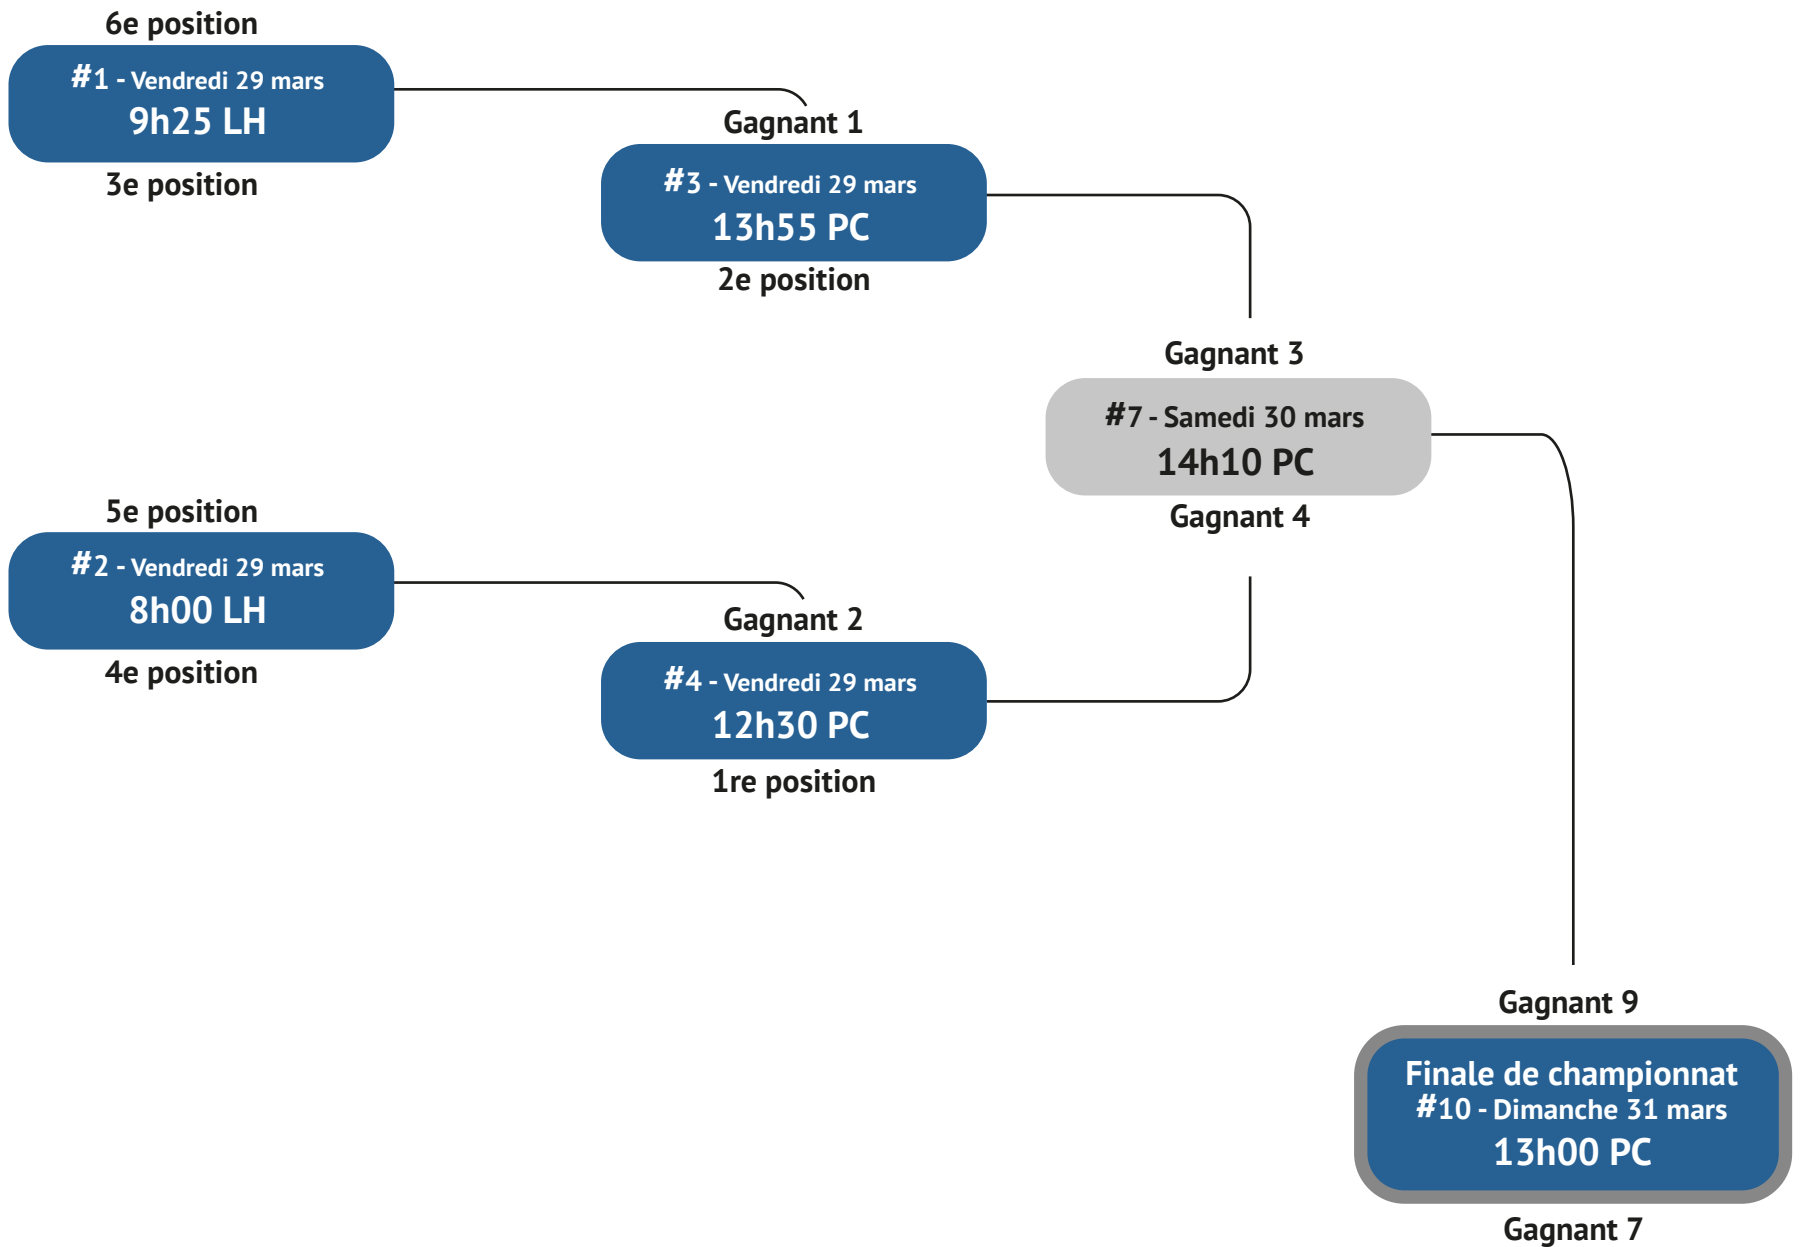 6e position
#1 - Vendredi 29 mars
9h25 LH
3e position
Gagnant 1
#3 - Vendredi 29 mars
13h55 PC
2e position
Gagnant 3
#7 - Samedi 30 mars
14h10 PC
Gagnant 4
5e position
#2 - Vendredi 29 mars
8h00 LH
4e position
Gagnant 2
#4 - Vendredi 29 mars
12h30 PC
1re position
Gagnant 9
Finale de championnat
#10 - Dimanche 31 mars
13h00 PC
Gagnant 7